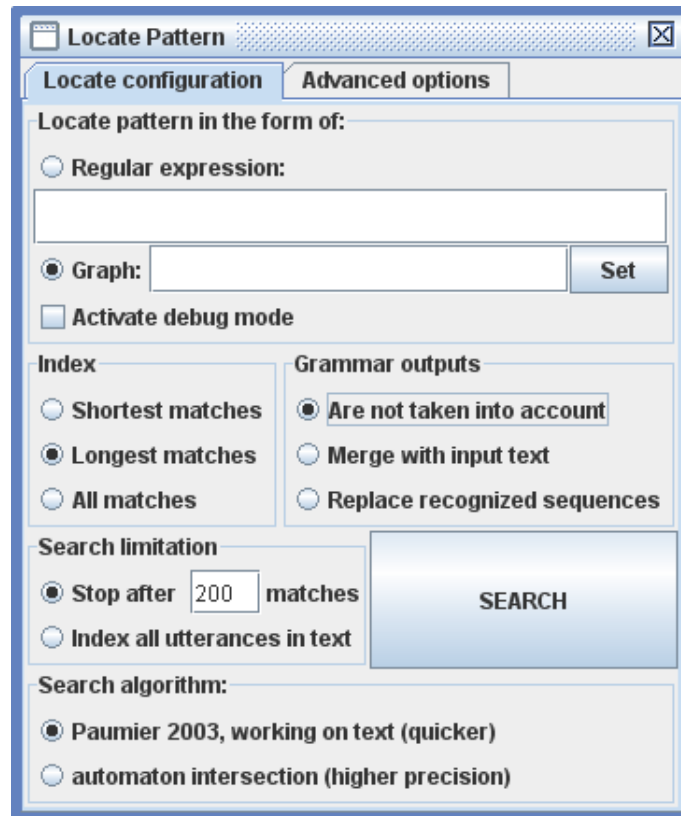 Locate Pattern
Locate configuration Advanced options
Locate pattern in the form of:
Regular expression:
Graph: Set
Activate debug mode
Index
Shortest matches
Longest matches
All matches
Grammar outputs
Are not taken into account
Merge with input text
Replace recognized sequences
Search limitation
Stop after 200 matches
Index all utterances in text
SEARCH
Search algorithm:
Paumier 2003, working on text (quicker)
automaton intersection (higher precision)